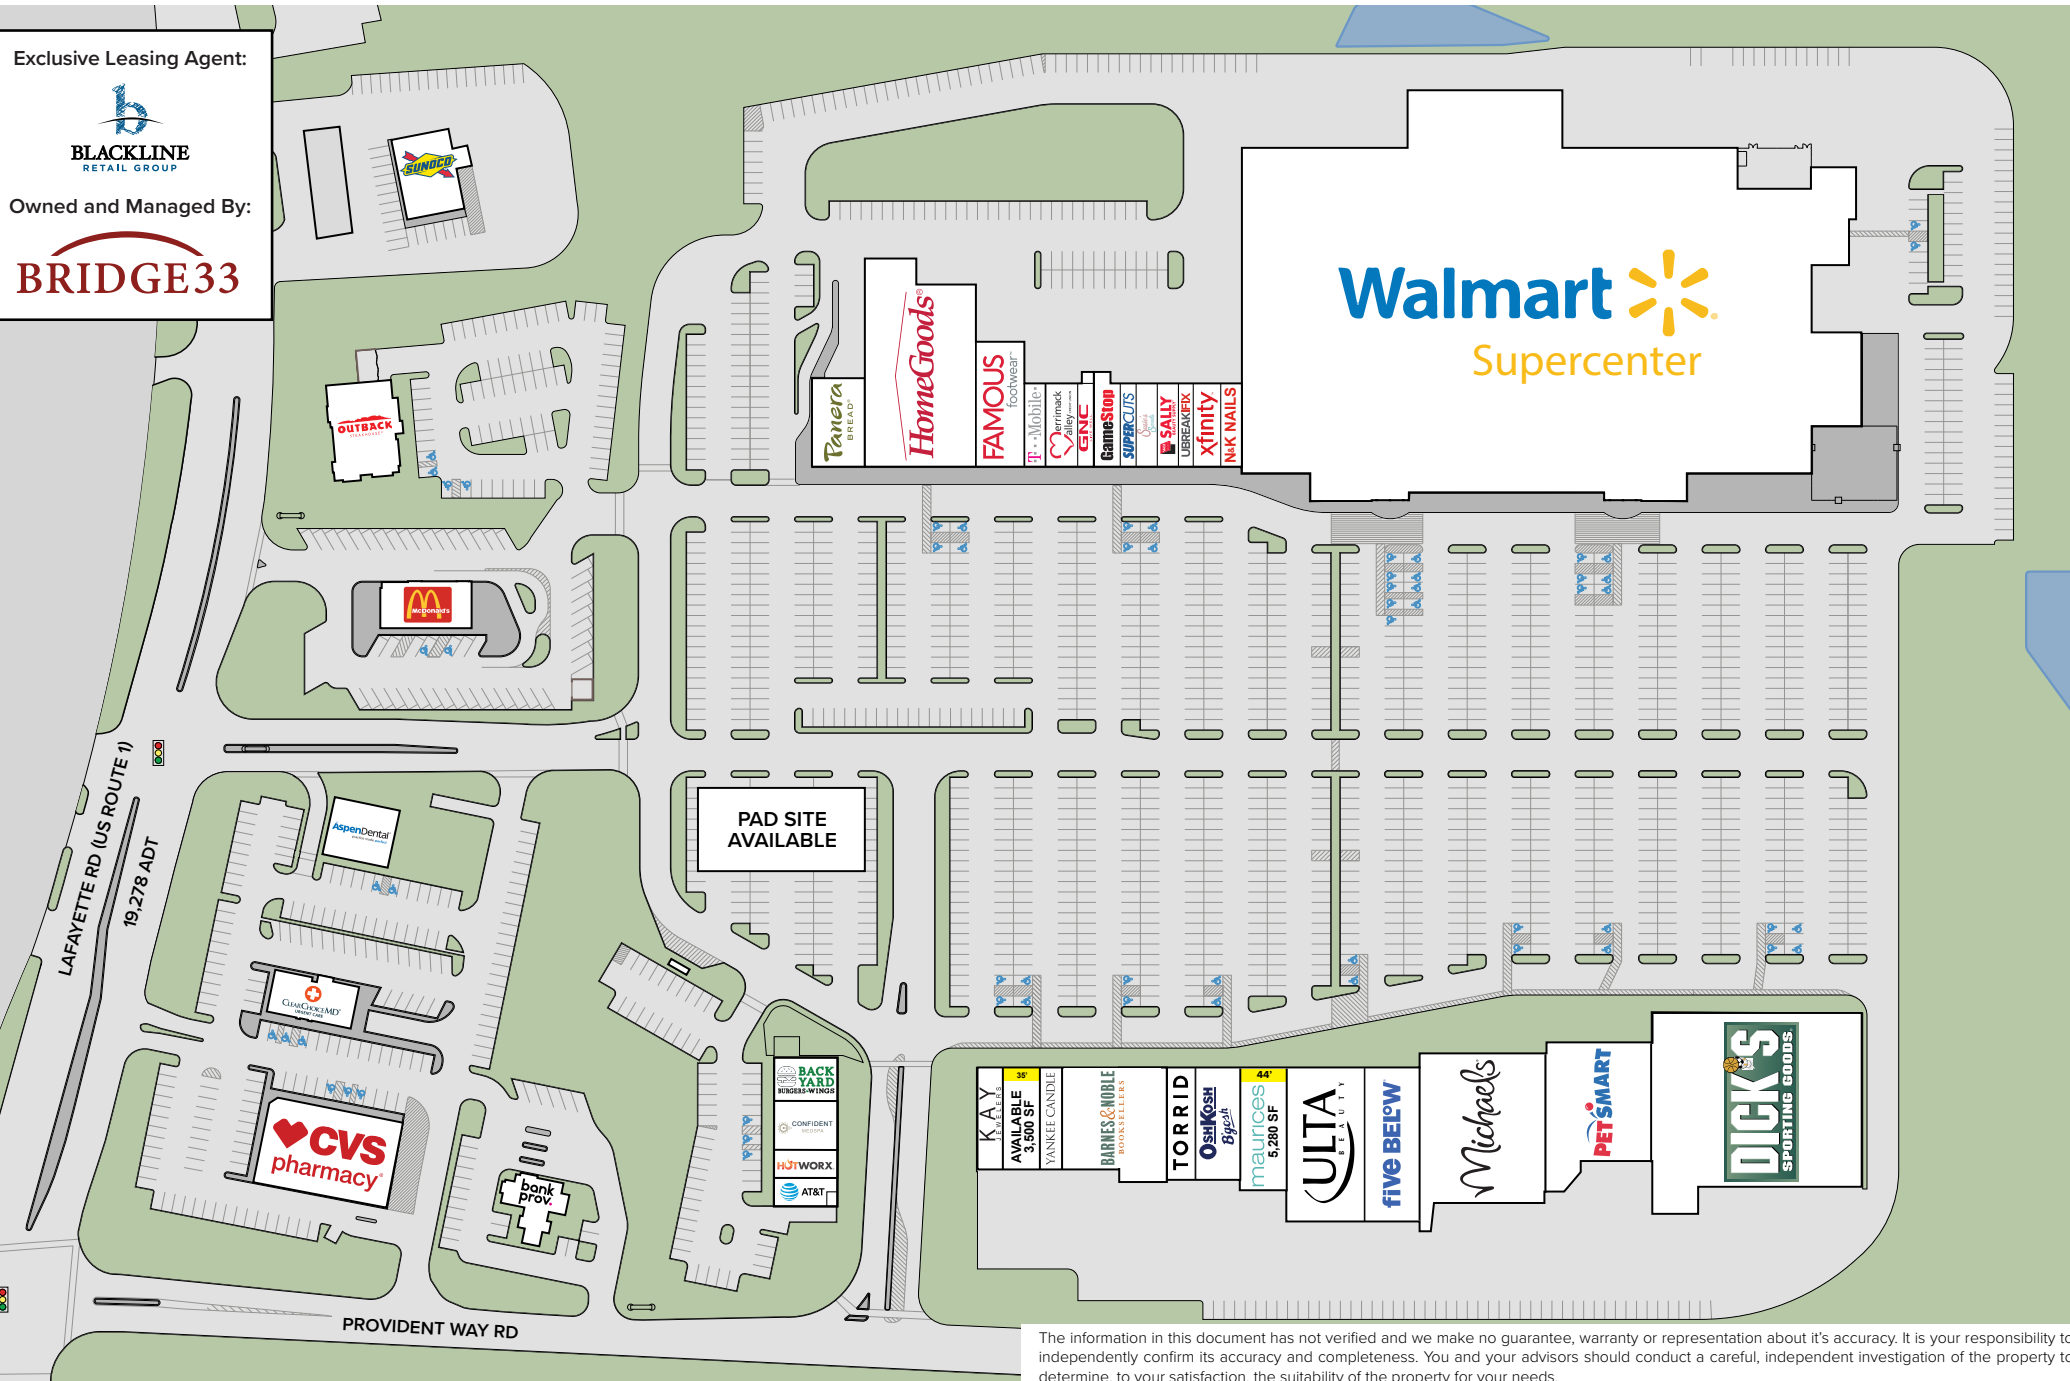 Exclusive Leasing Agent:
b
BLACKLINE
RETAIL GROUP
Owned and Managed By:
BRIDGE33
SUNOCO
OUTBACK
STEAKHOUSE
McDonald's
Panera
BREAD®
HomeGoods®
FAMOUS
footwear™
T··Mobile·
Merrimack
Valley
GNC
GameStop
SUPERCUTS
SALLY
BEAUTY
UBREAKIFIX
xfinity
N&K NAILS
Walmart
Supercenter
LAFAYETTE RD (US ROUTE 1)
19,278 ADT
AspenDental
PAD SITE
AVAILABLE
CLEARCHOICEMD
URGENT CARE
CVS
pharmacy®
bank
prov.
BACK
YARD
BURGERS•WINGS
CONFIDENT
MEDSPA
HOTWORX
AT&T
KAY
JEWELERS
35'
AVAILABLE
3,500 SF
YANKEE CANDLE
BARNES&NOBLE
BOOKSELLERS
TORRID
OSHKOSH
B'gosh
44'
maurices
5,280 SF
ULTA
BEAUTY
five BEL°W
Michaels
PETSMART
DICK'S
SPORTING GOODS
PROVIDENT WAY RD
The information in this document has not verified and we make no guarantee, warranty or representation about it's accuracy. It is your responsibility to
independently confirm its accuracy and completeness. You and your advisors should conduct a careful, independent investigation of the property to
determine, to your satisfaction, the suitability of the property for your needs.